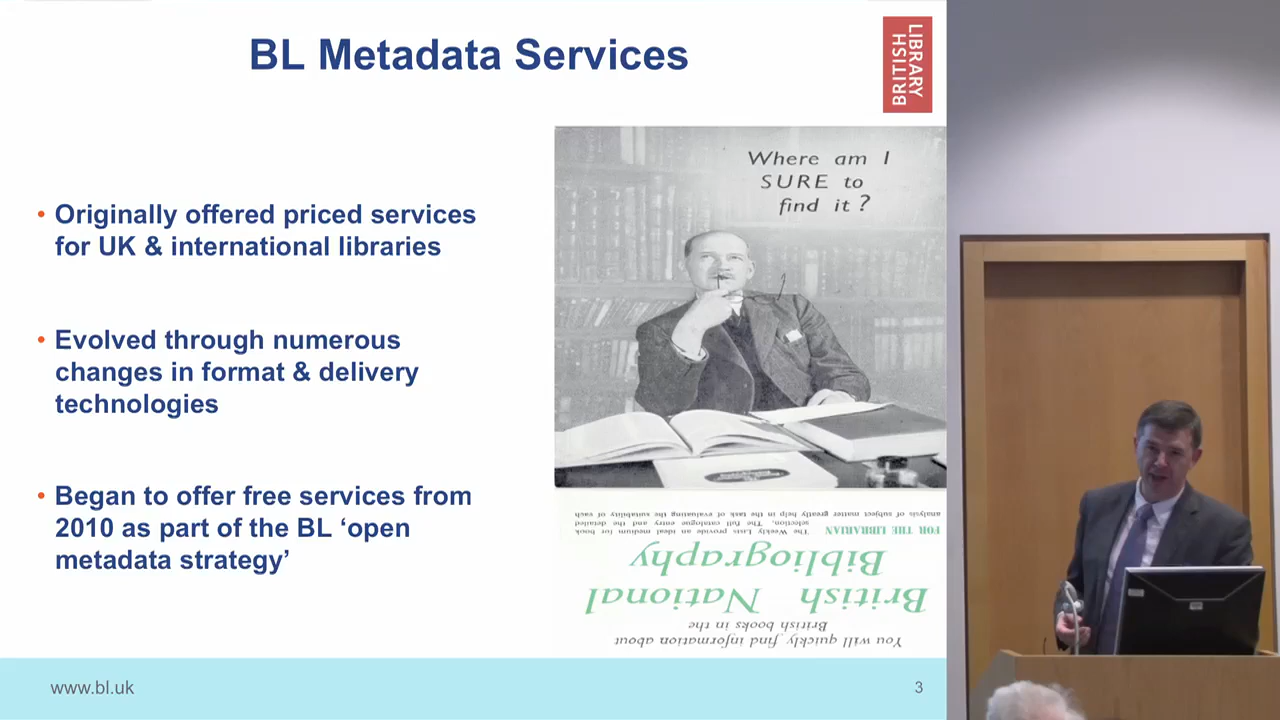 BL Metadata Services
BRITISH
LIBRARY
• Originally offered priced services
for UK & international libraries
• Evolved through numerous
changes in format & delivery
technologies
• Began to offer free services from
2010 as part of the BL ‘open
metadata strategy’
Where am I
SURE to
find it?
You will quickly find information about
British books in the
British National
Bibliography
FOR THE LIBRARIAN The Weekly Lists provide an ideal medium for book
selection. The full catalogue entry and the detailed
analysis of subject matter greatly help in the task of evaluating the suitability of each
www.bl.uk
3